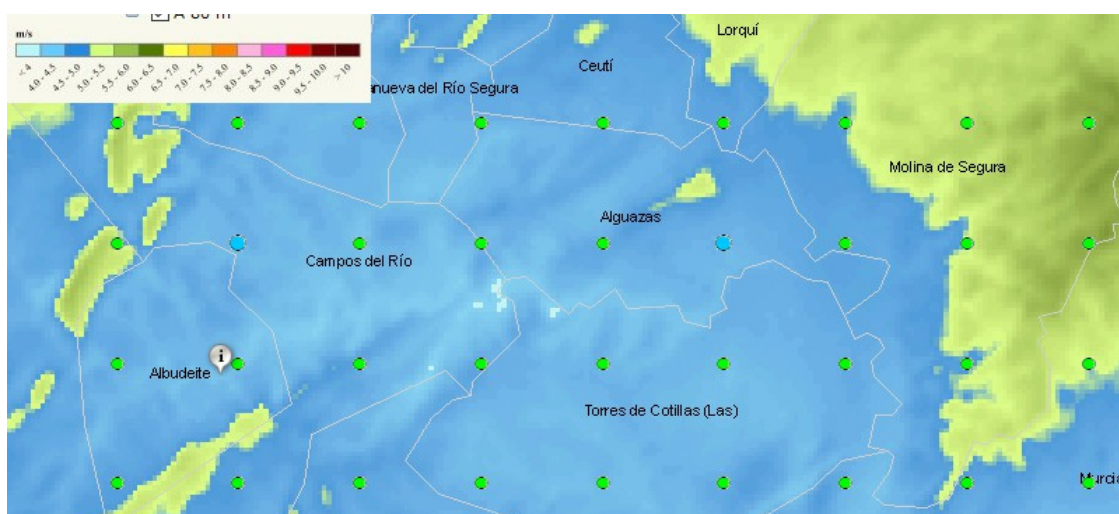 A 80 m
m/s
< 4
4.0 - 4.5
4.5 - 5.0
5.0 - 5.5
5.5 - 6.0
6.0 - 6.5
6.5 - 7.0
7.0 - 7.5
7.5 - 8.0
8.0 - 8.5
8.5 - 9.0
9.0 - 9.5
9.5 - 10.0
> 10
Lorquí
Ceutí
anueva del Río Segura
Molina de Segura
Alguazas
Campos del Río
i
Albudeite
Torres de Cotillas (Las)
Murcia